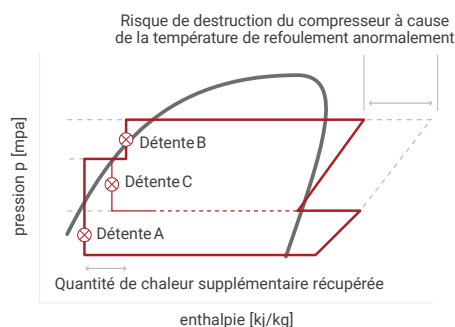 Risque de destruction du compresseur à cause
de la température de refoulement anormalement
pression p [mpa]
Détente B
Détente C
Détente A
Quantité de chaleur supplémentaire récupérée
enthalpie [kj/kg]